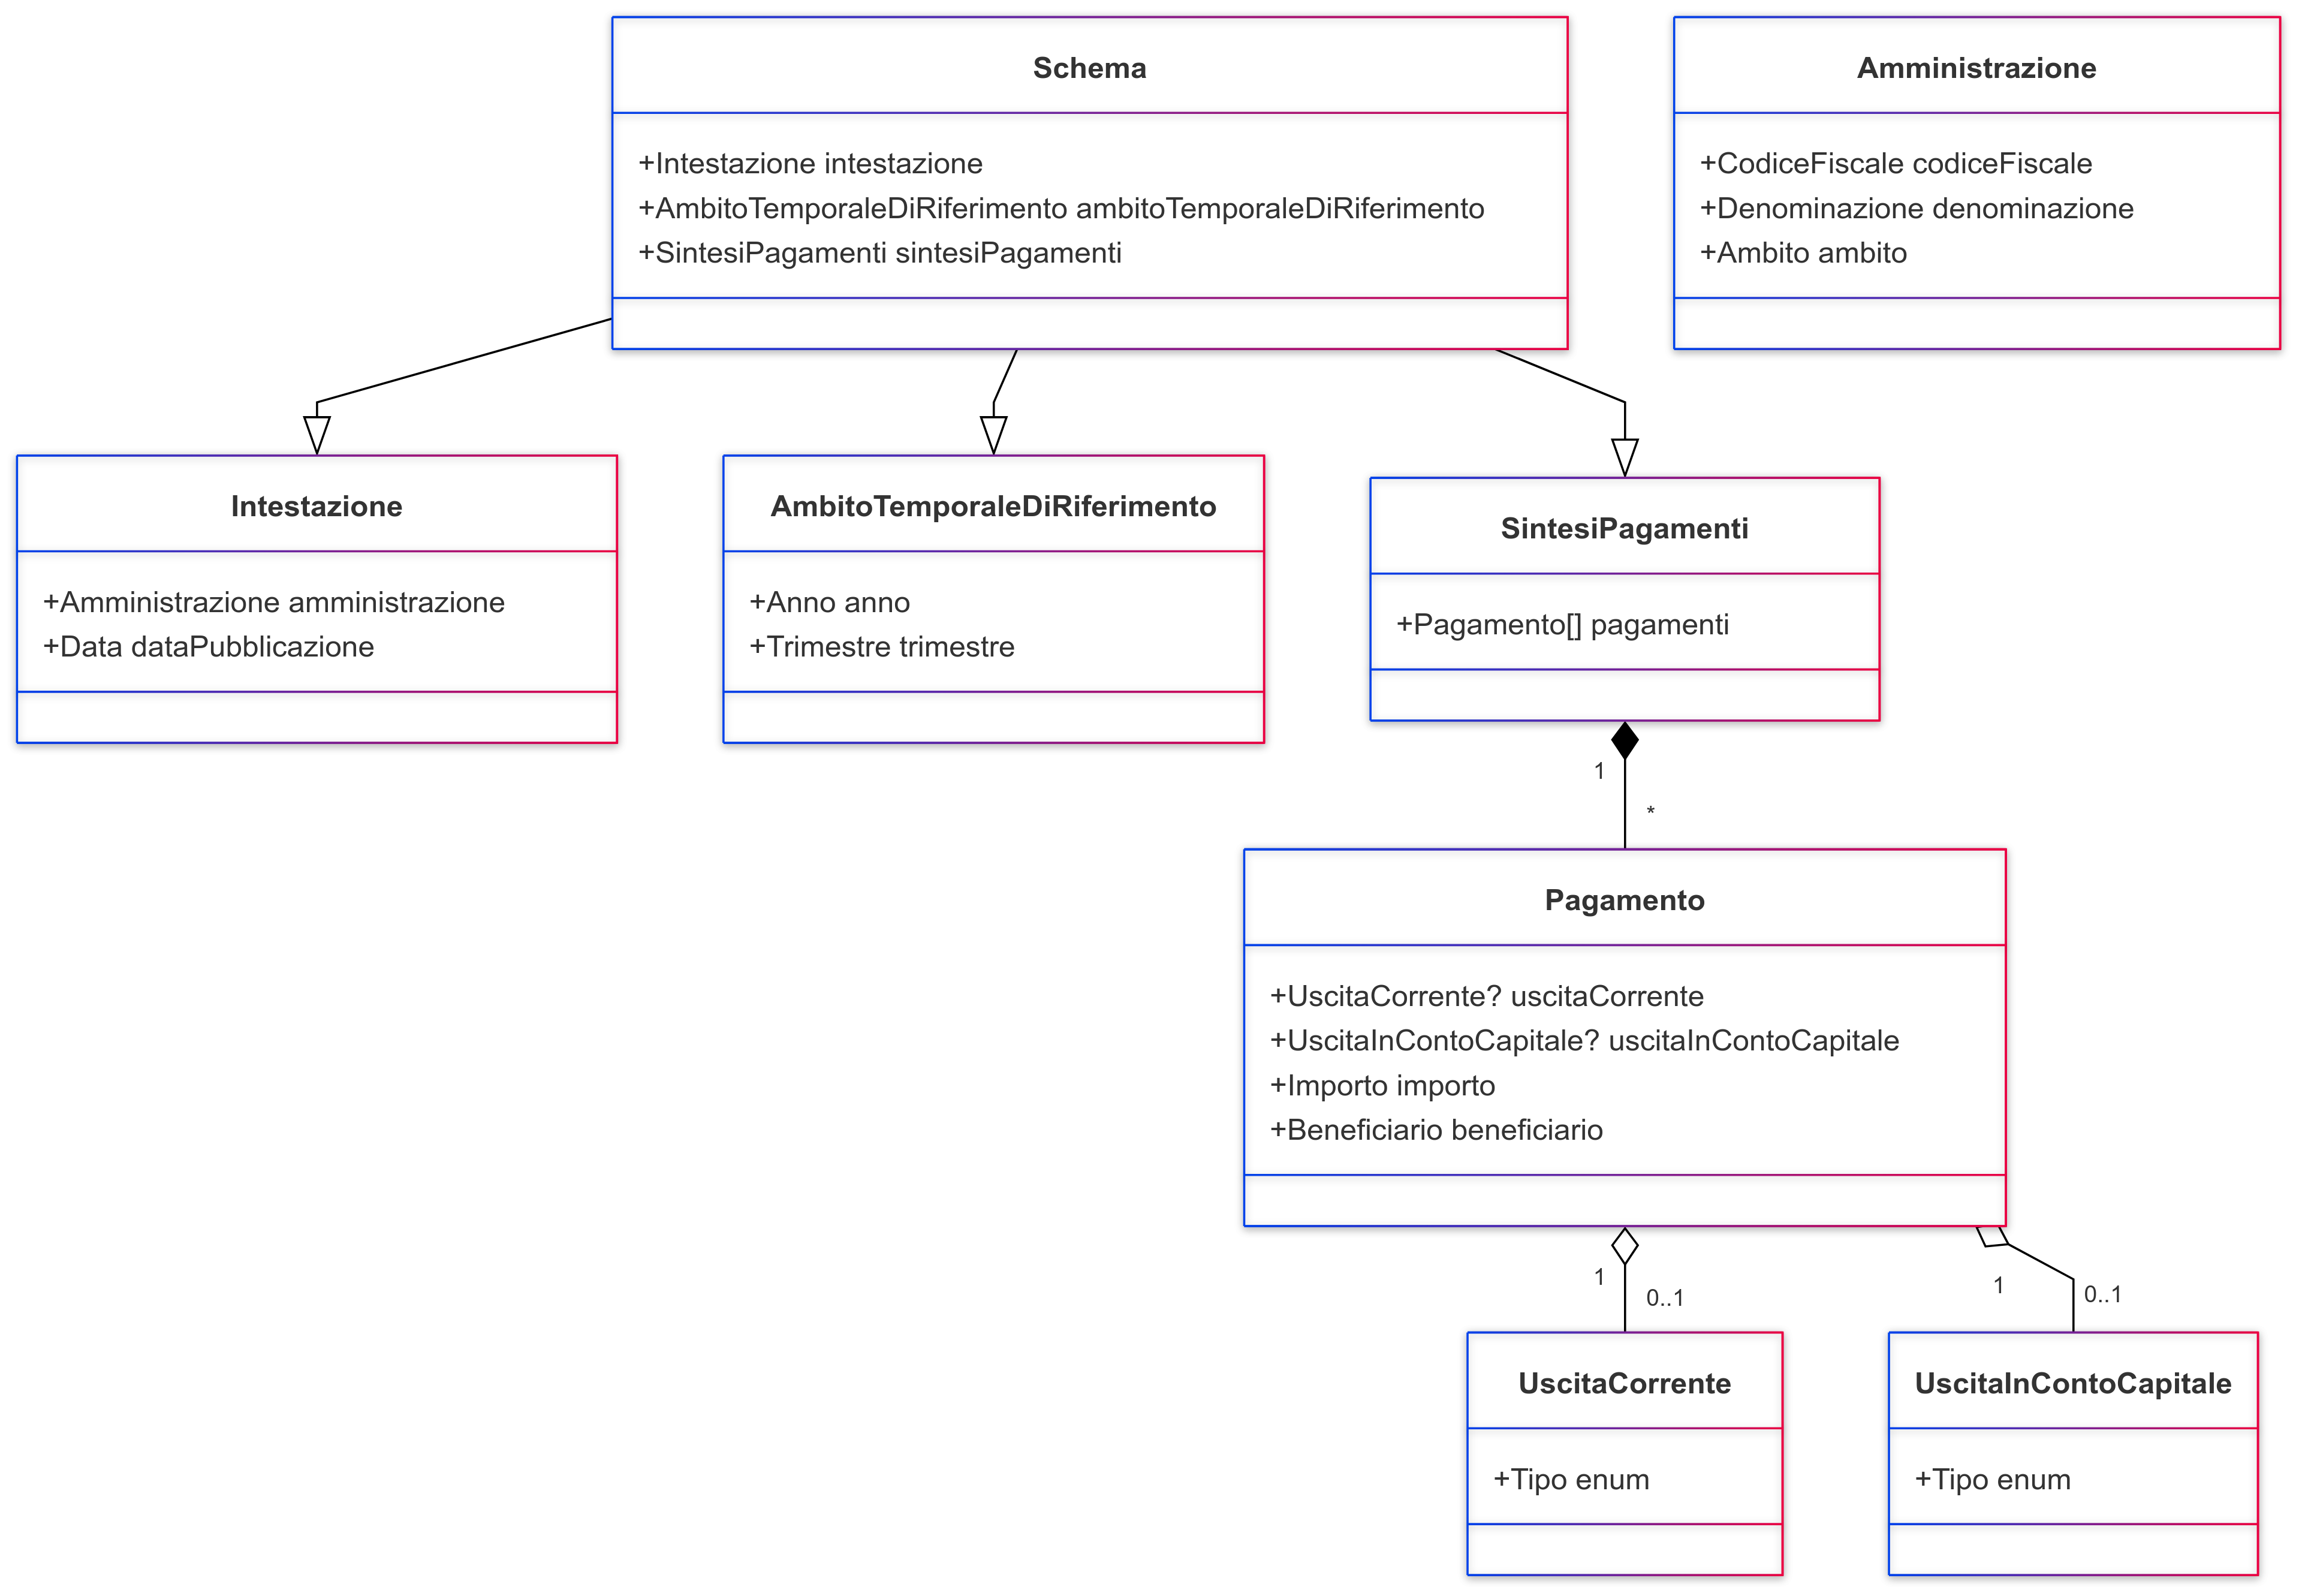 Schema
+Intestazione intestazione
+AmbitoTemporaleDiRiferimento ambitoTemporaleDiRiferimento
+SintesiPagamenti sintesiPagamenti
Amministrazione
+CodiceFiscale codiceFiscale
+Denominazione denominazione
+Ambito ambito
Intestazione
+Amministrazione amministrazione
+Data dataPubblicazione
AmbitoTemporaleDiRiferimento
+Anno anno
+Trimestre trimestre
SintesiPagamenti
+Pagamento[] pagamenti
1
*
Pagamento
+UscitaCorrente? uscitaCorrente
+UscitaInContoCapitale? uscitaInContoCapitale
+Importo importo
+Beneficiario beneficiario
1
0..1
1
0..1
UscitaCorrente
+Tipo enum
UscitaInContoCapitale
+Tipo enum